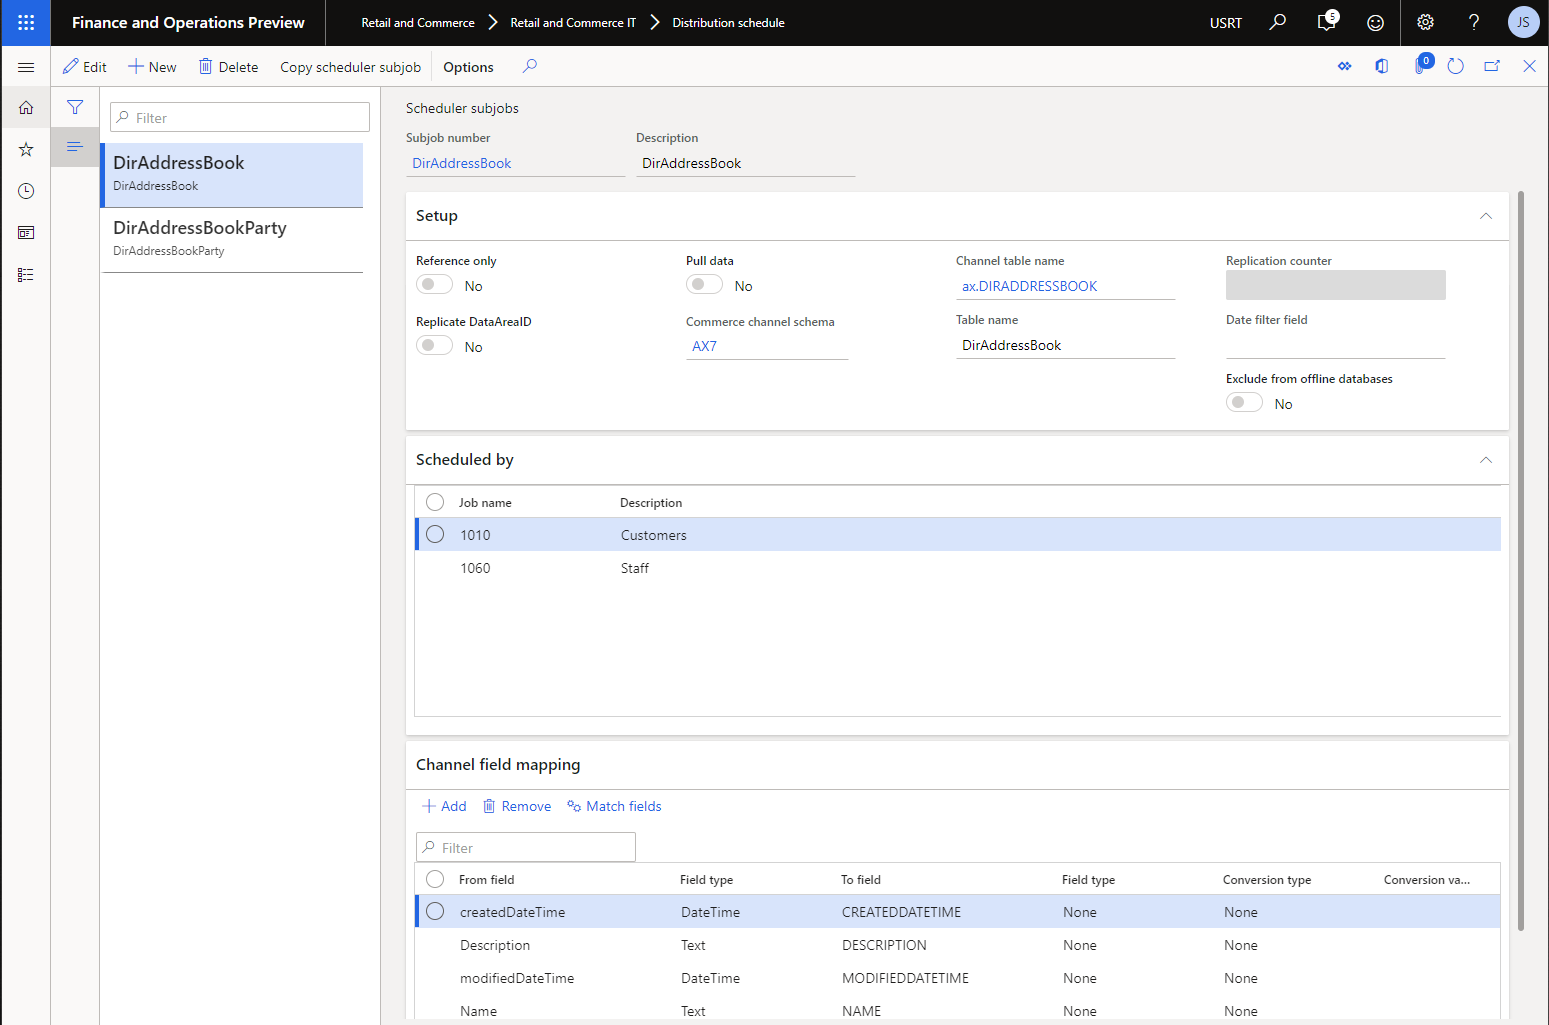 Finance and Operations Preview
Retail and Commerce
Retail and Commerce IT
Distribution schedule
USRT
5
?
JS
Edit
New
Delete
Copy scheduler subjob
Options
0
Filter
DirAddressBook
DirAddressBook
DirAddressBookParty
DirAddressBookParty
Scheduler subjobs
Subjob number
Description
DirAddressBook
DirAddressBook
Setup
Reference only
Pull data
Channel table name
Replication counter
No
No
ax.DIRADDRESSBOOK
Replicate DataAreaID
Commerce channel schema
Table name
Date filter field
No
AX7
DirAddressBook
Exclude from offline databases
No
Scheduled by
Job name
Description
1010
Customers
1060
Staff
Channel field mapping
Add
Remove
Match fields
Filter
From field
Field type
To field
Field type
Conversion type
Conversion va...
createdDateTime
DateTime
CREATEDDATETIME
None
None
Description
Text
DESCRIPTION
None
None
modifiedDateTime
DateTime
MODIFIEDDATETIME
None
None
Name
Text
NAME
None
None